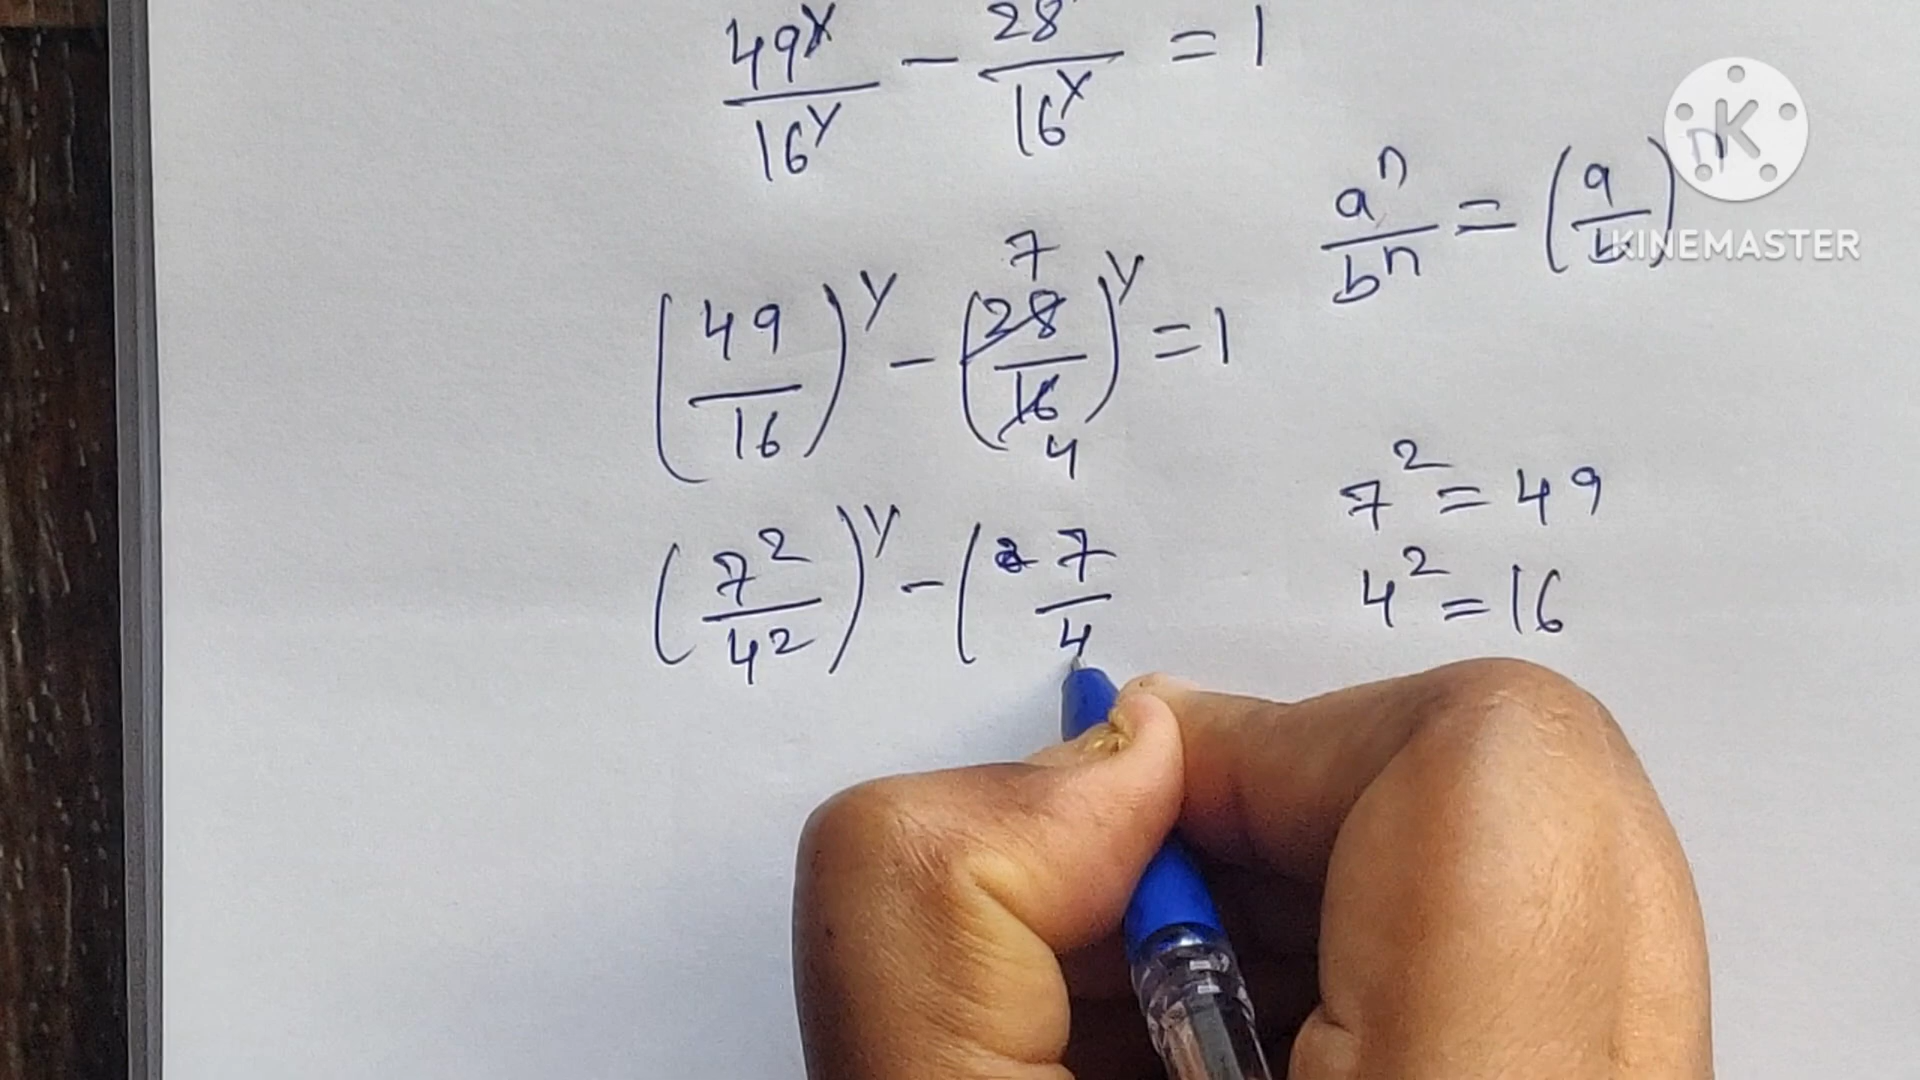 49^y/16^y - 28/16^y = 1
a^n/b^n = (a/b)^n
K
KINEMASTER
(49/16)^y - (28/16)^y = 1
7
4
7^2 = 49
4^2 = 16
(7^2/4^2)^y - (7/4